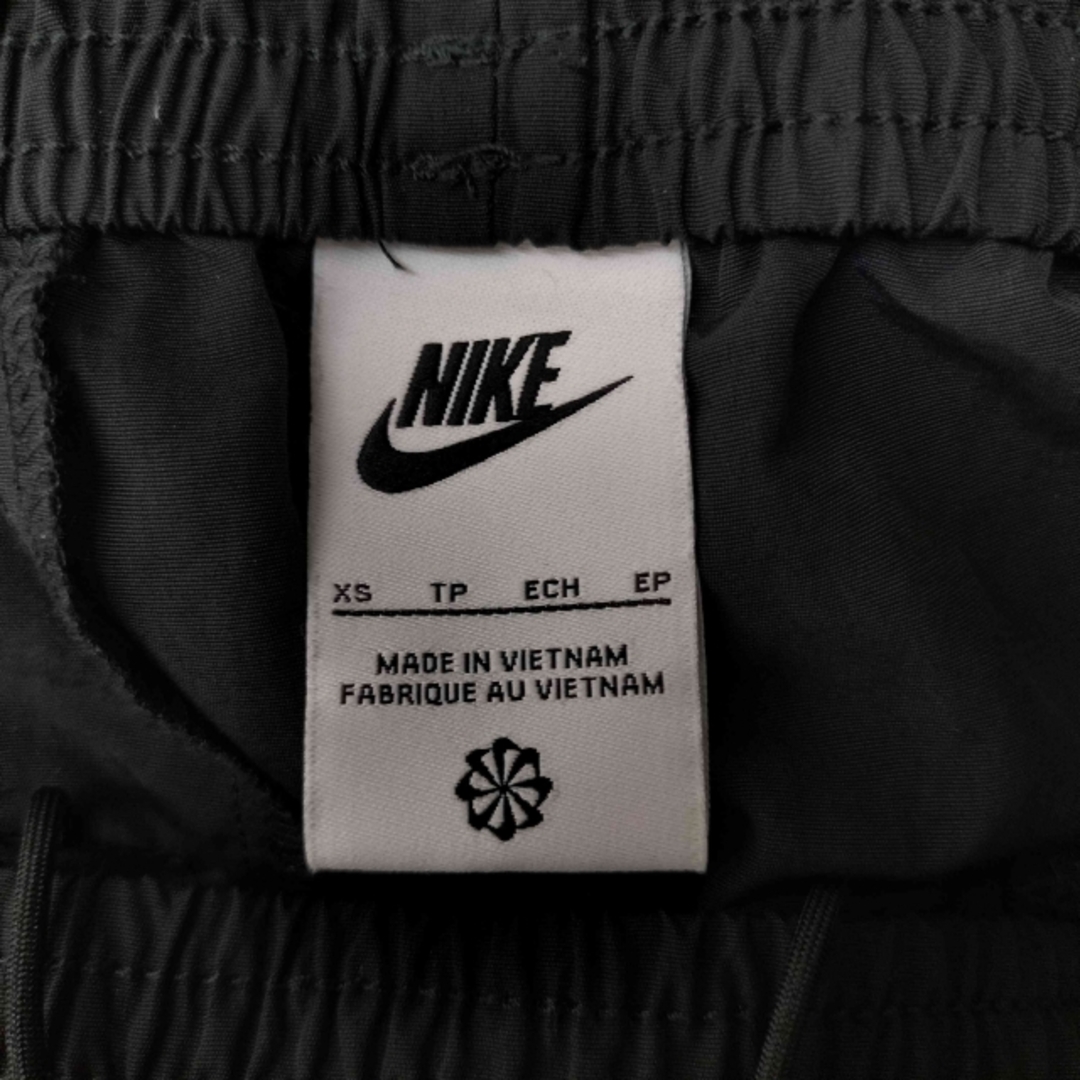 NIKE
XS TP ECH EP
MADE IN VIETNAM
FABRIQUE AU VIETNAM